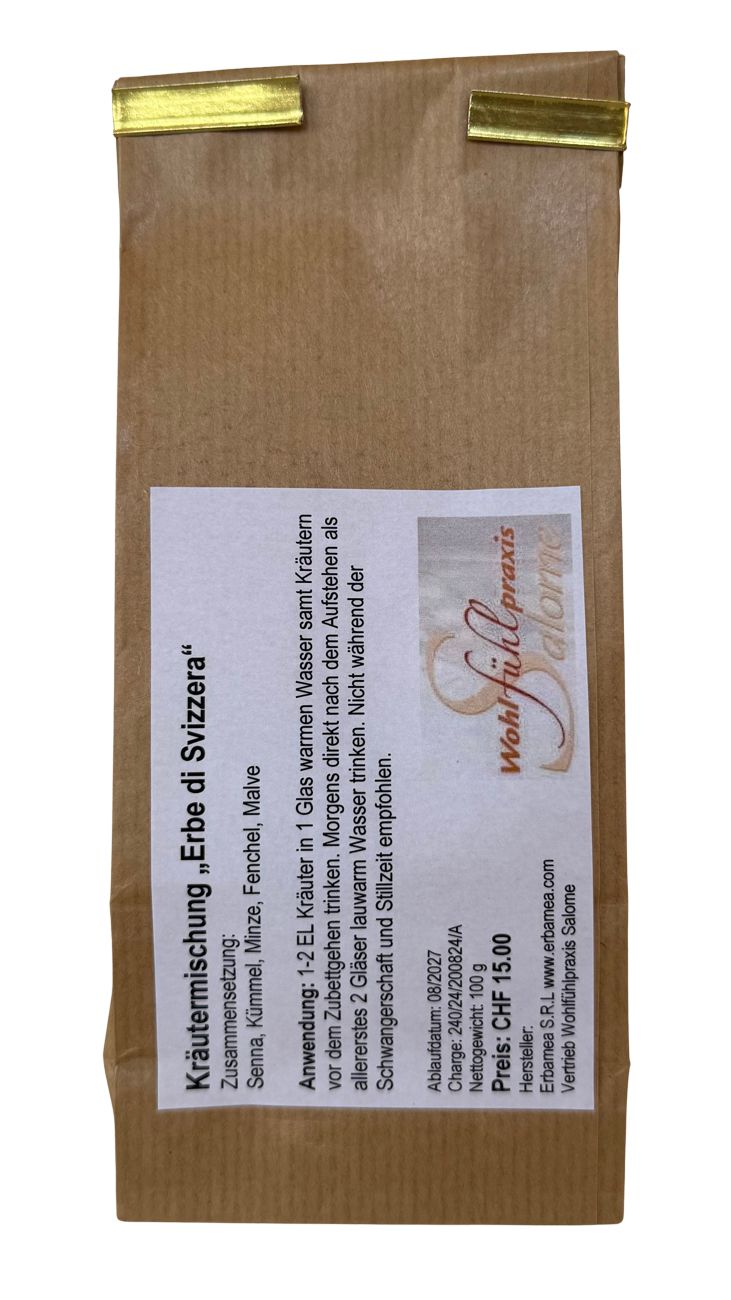 Kräutermischung „Erbe di Svizzera“
Zusammensetzung:
Senna, Kümmel, Minze, Fenchel, Malve
Anwendung: 1-2 EL Kräuter in 1 Glas warmen Wasser samt Kräutern
vor dem Zubettgehen trinken. Morgens direkt nach dem Aufstehen als
allererstes 2 Gläser lauwarm Wasser trinken. Nicht während der
Schwangerschaft und Stillzeit empfohlen.
Ablaufdatum: 08/2027
Charge: 240/24/200824/A
Nettogewicht: 100 g
Preis: CHF 15.00
Hersteller:
Erbamea S.R.L www.erbamea.com
Vertrieb Wohlfühlpraxis Salome
Wohlfühlpraxis
Salome